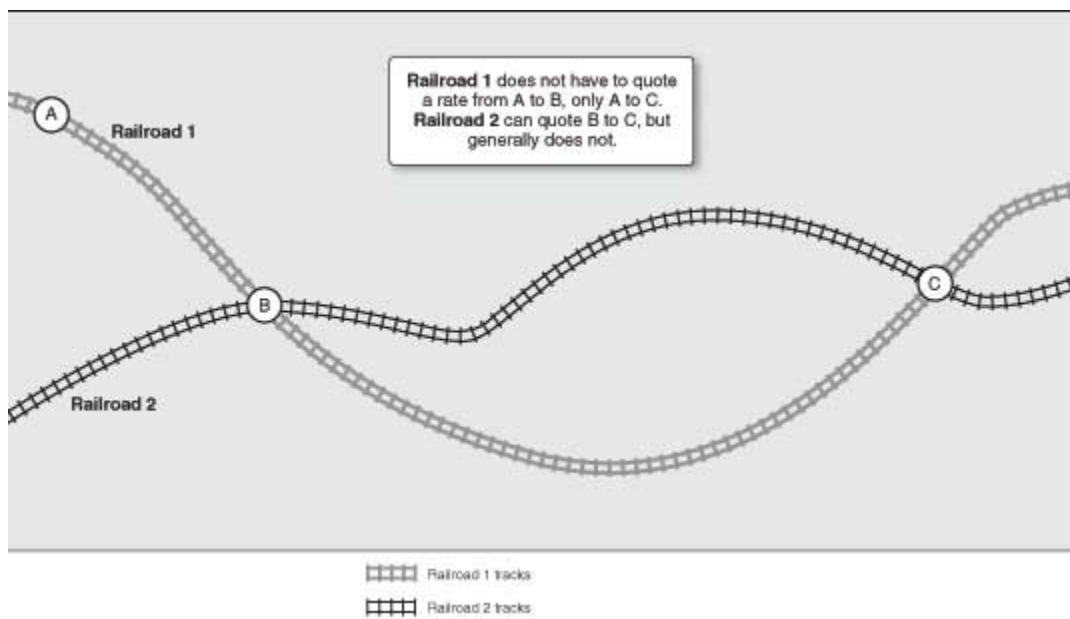 Railroad 1 does not have to quote
a rate from A to B, only A to C.
Railroad 2 can quote B to C, but
generally does not.
A
Railroad 1
B
C
Railroad 2
Railroad 1 tracks
Railroad 2 tracks